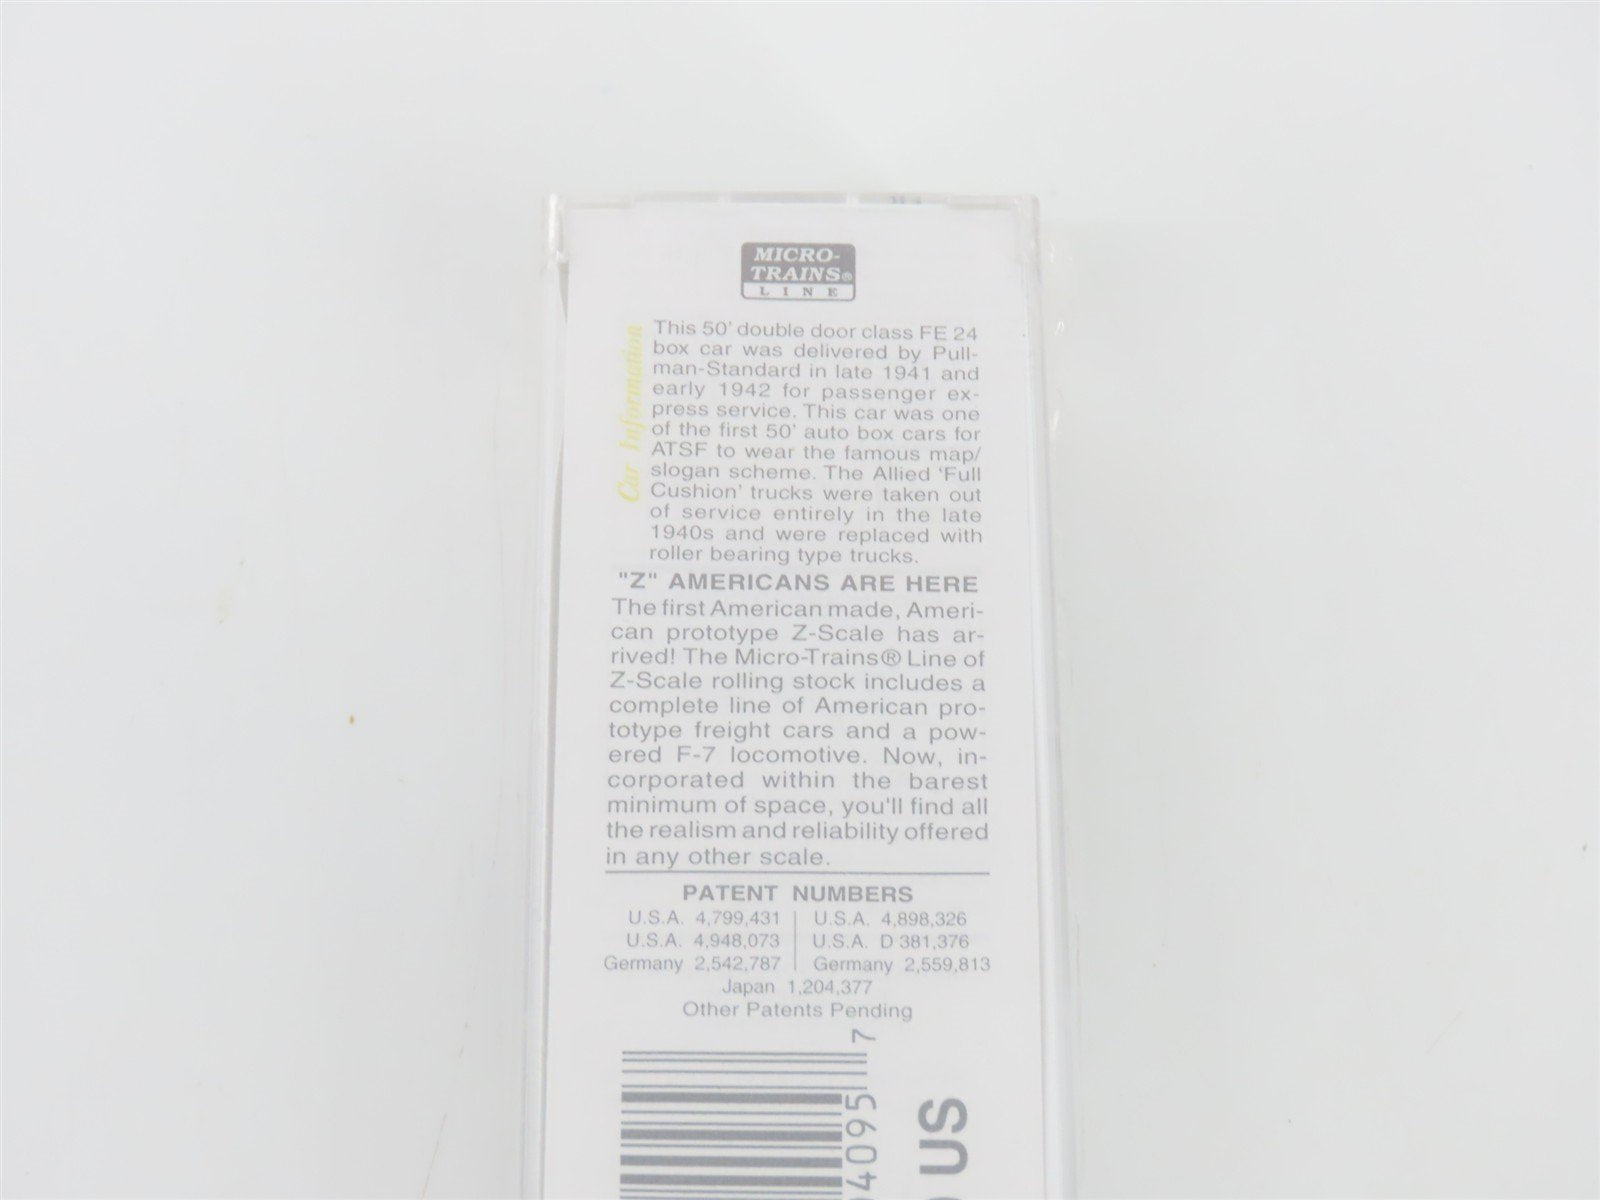 MICRO-
TRAINS®
LINE
Car Information
This 50' double door class FE 24
box car was delivered by Pull-
man-Standard in late 1941 and
early 1942 for passenger ex-
press service. This car was one
of the first 50' auto box cars for
ATSF to wear the famous map/
slogan scheme. The Allied 'Full
Cushion' trucks were taken out
of service entirely in the late
1940s and were replaced with
roller bearing type trucks.
"Z" AMERICANS ARE HERE
The first American made, Ameri-
can prototype Z-Scale has ar-
rived! The Micro-Trains® Line of
Z-Scale rolling stock includes a
complete line of American pro-
totype freight cars and a pow-
ered F-7 locomotive. Now, in-
corporated within the barest
minimum of space, you'll find all
the realism and reliability offered
in any other scale.
PATENT NUMBERS
U.S.A. 4,799,431 U.S.A. 4,898,326
U.S.A. 4,948,073 U.S.A. D 381,376
Germany 2,542,787 Germany 2,559,813
Japan 1,204,377
Other Patents Pending
7
4095
US